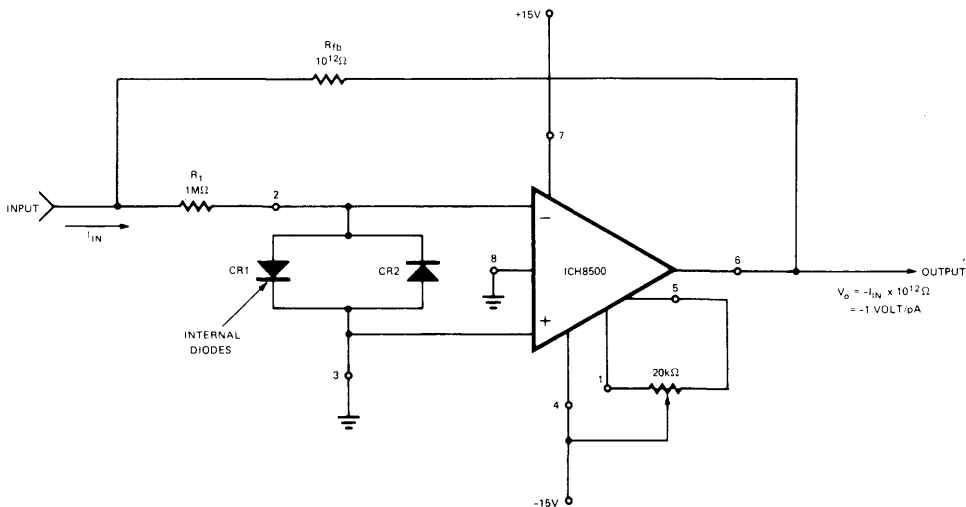 +15V
Rfb
10¹²Ω
7
R1
1MΩ
2
INPUT
IIN
8
CR1
CR2
ICH8500
6
OUTPUT
5
Vo = -IIN x 10¹²Ω
= -1 VOLT/pA
INTERNAL
DIODES
3
20kΩ
1
4
-15V
−
+